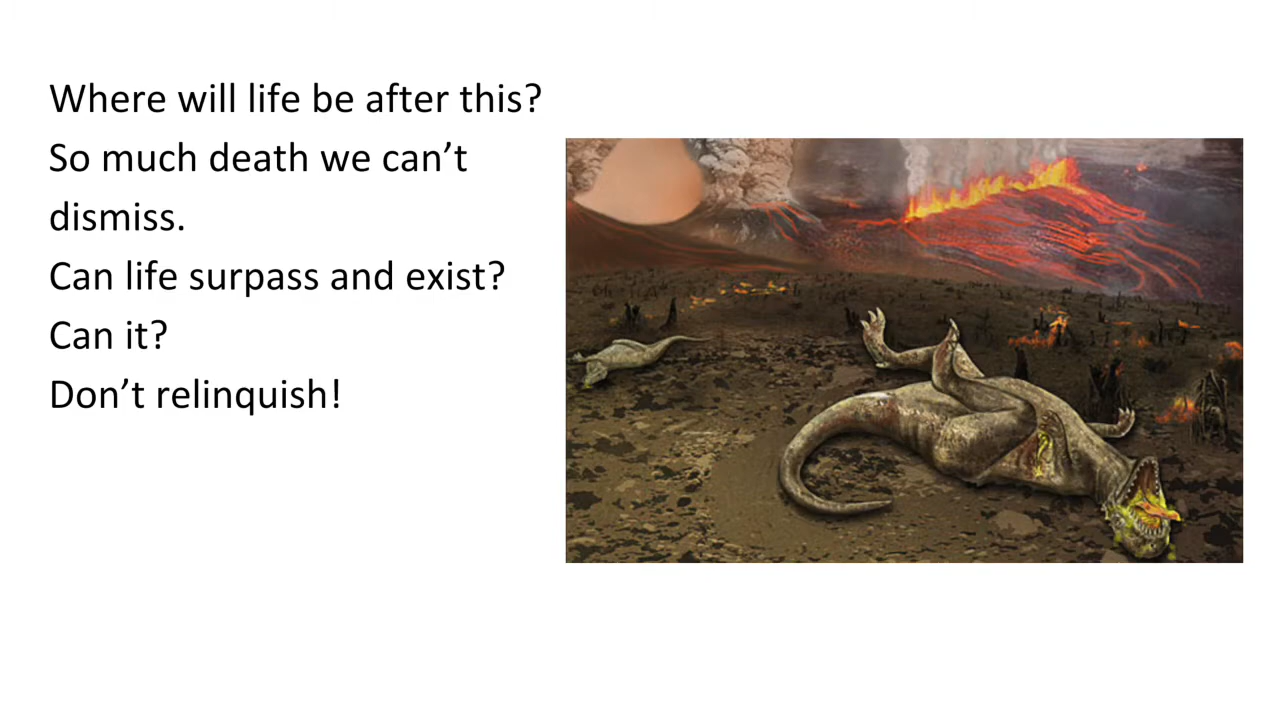 Where will life be after this?
So much death we can’t
dismiss.
Can life surpass and exist?
Can it?
Don’t relinquish!